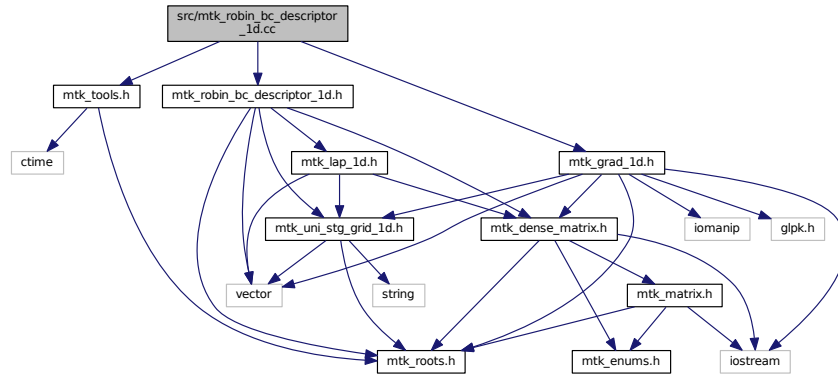 src/mtk_robin_bc_descriptor
_1d.cc
mtk_tools.h
mtk_robin_bc_descriptor_1d.h
ctime
mtk_lap_1d.h
mtk_grad_1d.h
mtk_uni_stg_grid_1d.h
mtk_dense_matrix.h
iomanip
glpk.h
vector
string
mtk_matrix.h
mtk_roots.h
mtk_enums.h
iostream